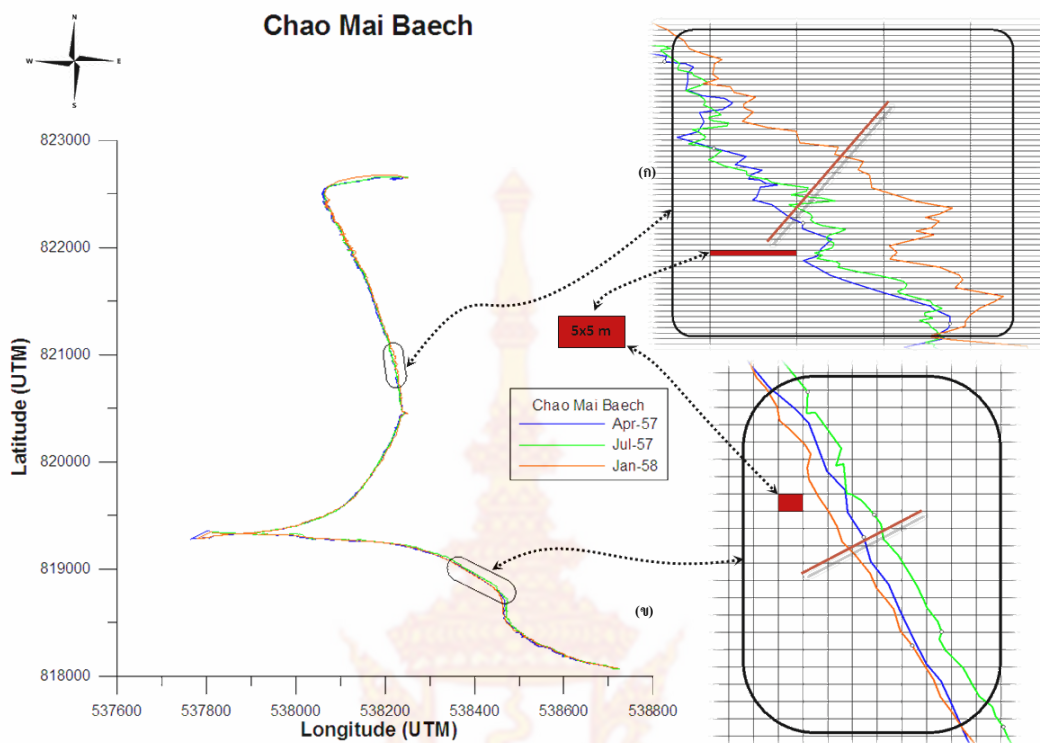 Chao Mai Baech
N
W
E
S
823000
822000
821000
820000
819000
818000
Latitude (UTM)
537600
537800
538000
538200
538400
538600
538800
Longitude (UTM)
(ก)
5x5 m
Chao Mai Baech
Apr-57
Jul-57
Jan-58
(ข)